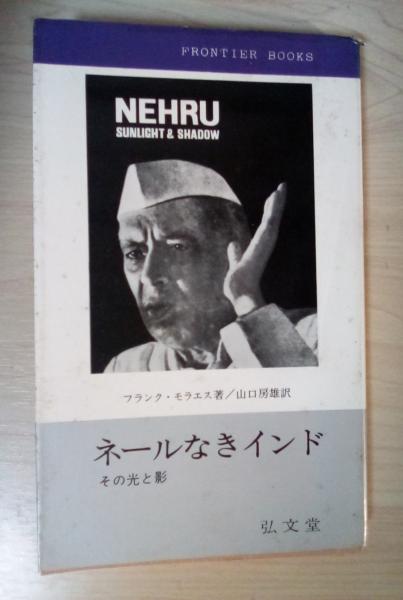 FRONTIER BOOKS
NEHRU
SUNLIGHT & SHADOW
フランク・モラエス著／山口房雄訳
ネールなきインド
その光と影
弘文堂